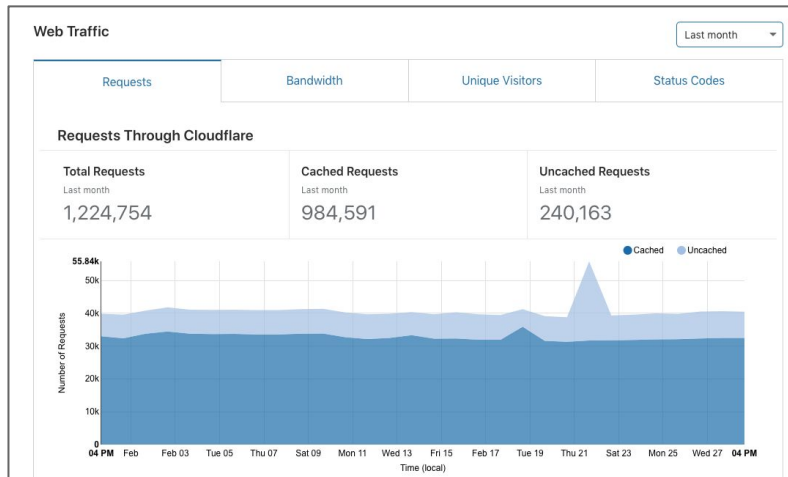 Web Traffic
Last month
Requests
Bandwidth
Unique Visitors
Status Codes
Requests Through Cloudflare
Total Requests
Last month
1,224,754
Cached Requests
Last month
984,591
Uncached Requests
Last month
240,163
Cached
Uncached
Number of Requests
55.84k
50k
40k
30k
20k
10k
0
04 PM Feb Feb 03 Tue 05 Thu 07 Sat 09 Mon 11 Wed 13 Fri 15 Feb 17 Tue 19 Thu 21 Sat 23 Mon 25 Wed 27 04 PM
Time (local)